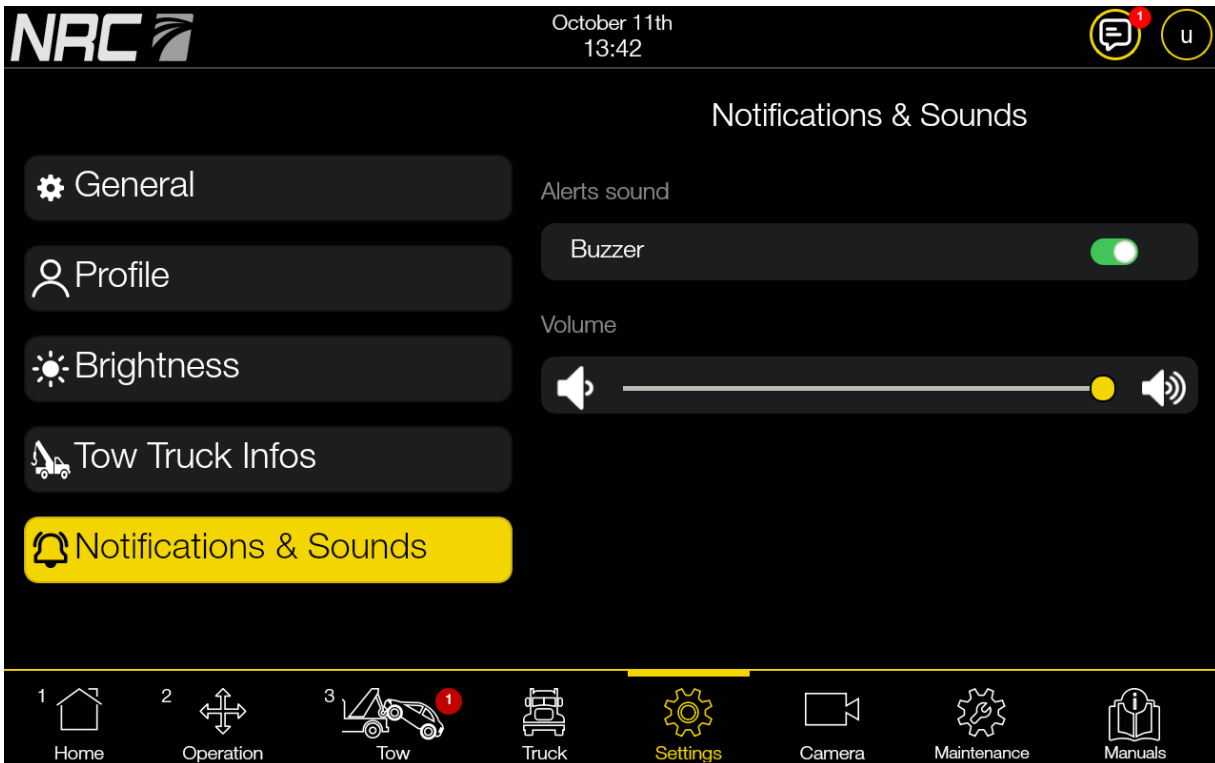 NRC
October 11th
13:42
1
u
Notifications & Sounds
General
Profile
Brightness
Tow Truck Infos
Notifications & Sounds
Alerts sound
Buzzer
Volume
1
Home
2
Operation
3
1
Tow
Truck
Settings
Camera
Maintenance
Manuals